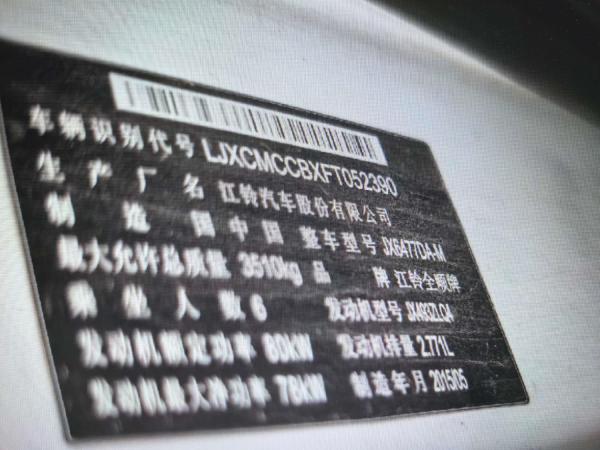 车辆识别代号 LJXCMCCBXFT052390
生产厂名 江铃汽车股份有限公司
制造国 中国 整车型号 JX6477DA-M
最大允许总质量 3510kg 品牌 江铃全顺牌
乘坐人数 6 发动机型号 JX493ZLQ4
发动机额定功率 80kW 发动机排量 2.771L
发动机最大净功率 78kW 制造年月 2015/05